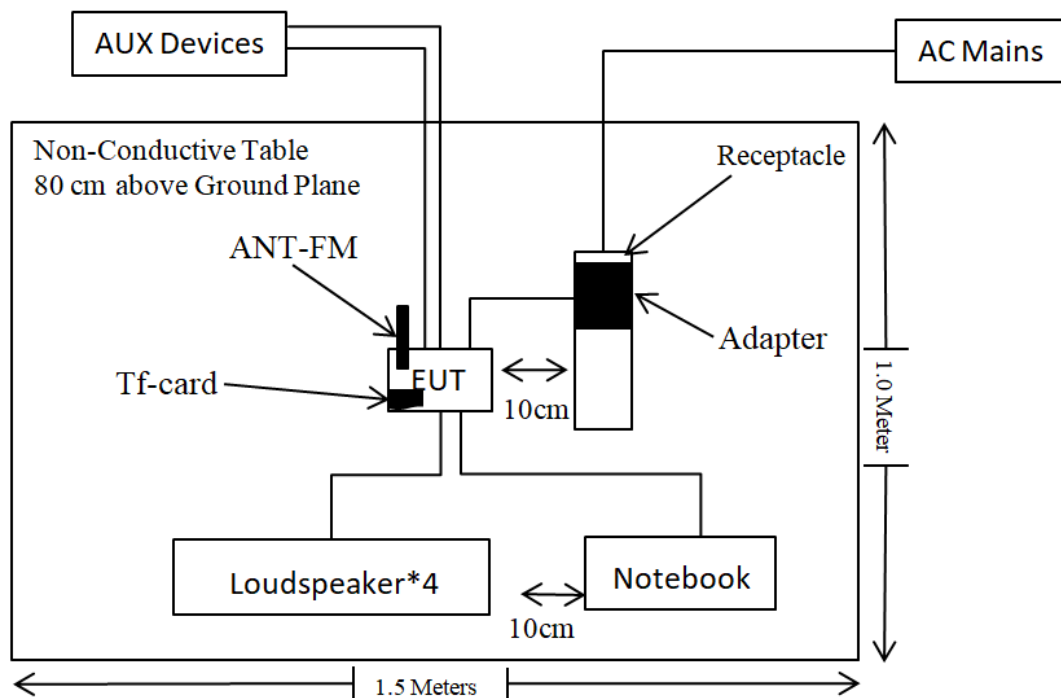 AUX Devices
AC Mains
Non-Conductive Table
80 cm above Ground Plane
Receptacle
ANT-FM
Adapter
Tf-card
EUT
10cm
1.0 Meter
Loudspeaker*4
Notebook
10cm
1.5 Meters